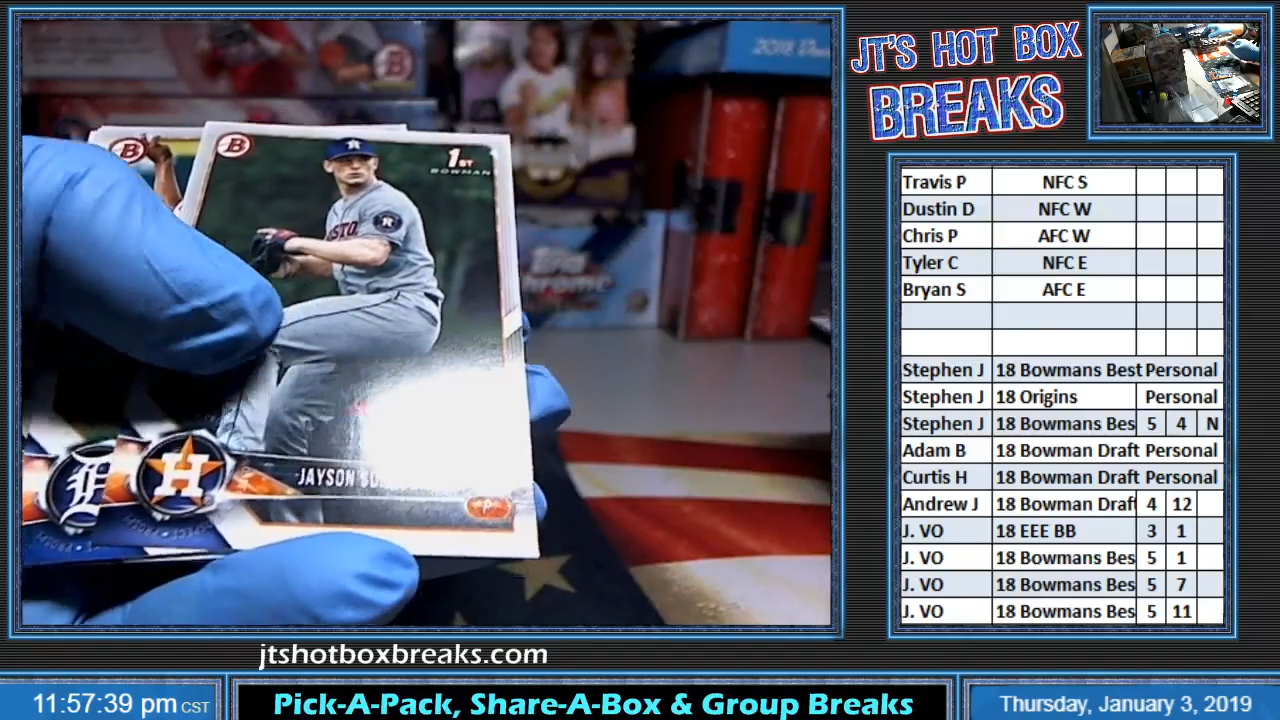 JT'S HOT BOX
BREAKS
1ST
BOWMAN
JAYSON
P
Travis P NFC S
Dustin D NFC W
Chris P AFC W
Tyler C NFC E
Bryan S AFC E
Stephen J 18 Bowmans Best Personal
Stephen J 18 Origins Personal
Stephen J 18 Bowmans Bes 5 4 N
Adam B 18 Bowman Draft Personal
Curtis H 18 Bowman Draft Personal
Andrew J 18 Bowman Draf 4 12
J. VO 18 EEE BB 3 1
J. VO 18 Bowmans Bes 5 1
J. VO 18 Bowmans Bes 5 7
J. VO 18 Bowmans Bes 5 11
jtshotboxbreaks.com
11:57:39 pm CST
Pick-A-Pack, Share-A-Box & Group Breaks
Thursday, January 3, 2019